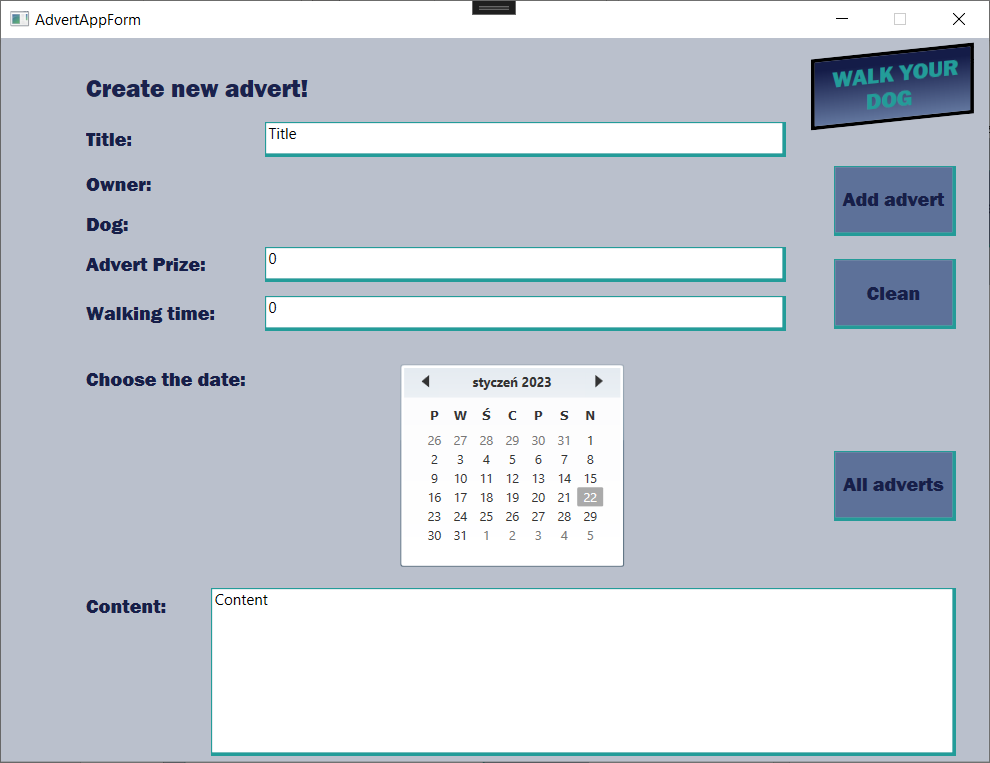 AdvertAppForm
WALK YOUR
DOG
Create new advert!
Title:
Title
Owner:
Dog:
Advert Prize:
0
Walking time:
0
Add advert
Clean
Choose the date:
styczeń 2023
P W Ś C P S N
26 27 28 29 30 31 1
2 3 4 5 6 7 8
9 10 11 12 13 14 15
16 17 18 19 20 21 22
23 24 25 26 27 28 29
30 31 1 2 3 4 5
All adverts
Content:
Content